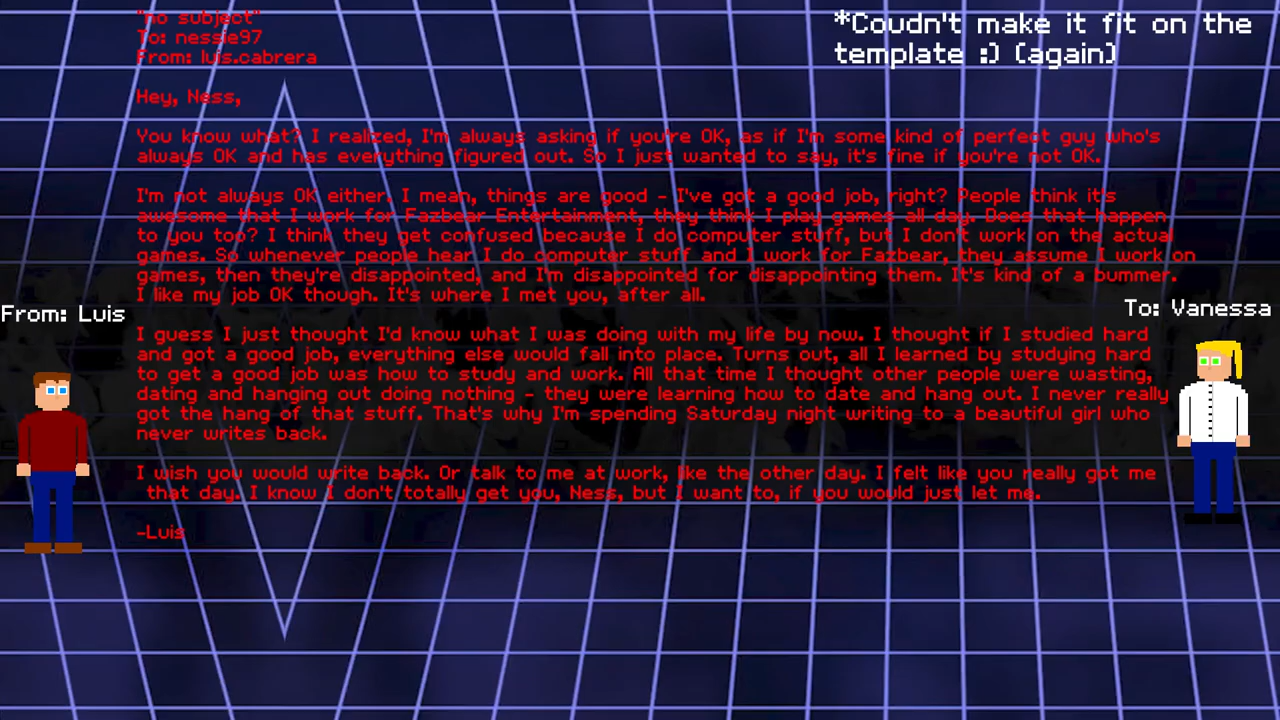 "no subject"
To: nessie97
From: luis.cabrera
*Coudn't make it fit on the
template :) (again)
Hey, Ness,
You know what? I realized, I'm always asking if you're OK, as if I'm some kind of perfect guy who's
always OK and has everything figured out. So I just wanted to say, it's fine if you're not OK.
I'm not always OK either. I mean, things are good - I've got a good job, right? People think it's
awesome that I work for Fazbear Entertainment, they think I play games all day. Does that happen
to you too? I think they get confused because I do computer stuff, but I don't work on the actual
games. So whenever people hear I do computer stuff and I work for Fazbear, they assume I work on
games, then they're disappointed, and I'm disappointed for disappointing them. It's kind of a bummer.
I like my job OK though. It's where I met you, after all.
From: Luis
To: Vanessa
I guess I just thought I'd know what I was doing with my life by now. I thought if I studied hard
and got a good job, everything else would fall into place. Turns out, all I learned by studying hard
to get a good job was how to study and work. All that time I thought other people were wasting,
dating and hanging out doing nothing - they were learning how to date and hang out. I never really
got the hang of that stuff. That's why I'm spending Saturday night writing to a beautiful girl who
never writes back.
I wish you would write back. Or talk to me at work, like the other day. I felt like you really got me
that day. I know I don't totally get you, Ness, but I want to, if you would just let me.
-Luis